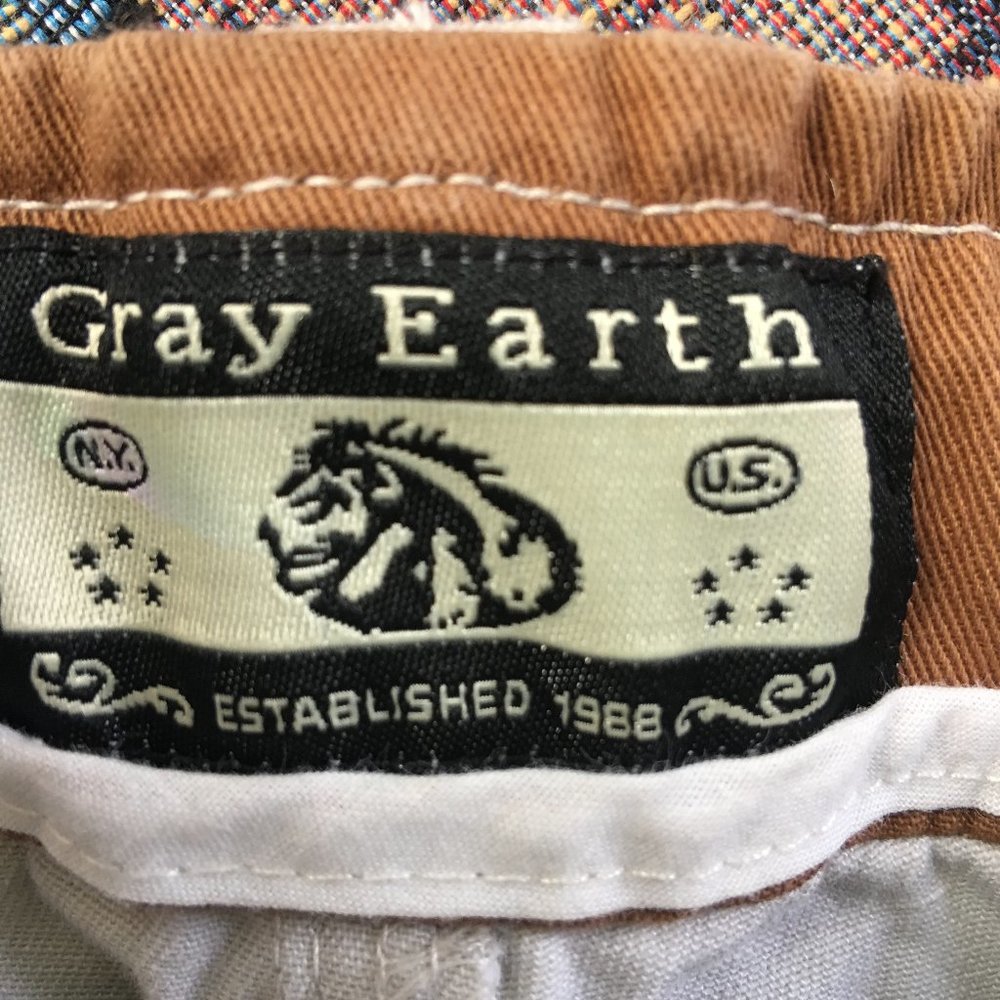 Gray Earth
N.Y.
U.S.
ESTABLISHED 1988